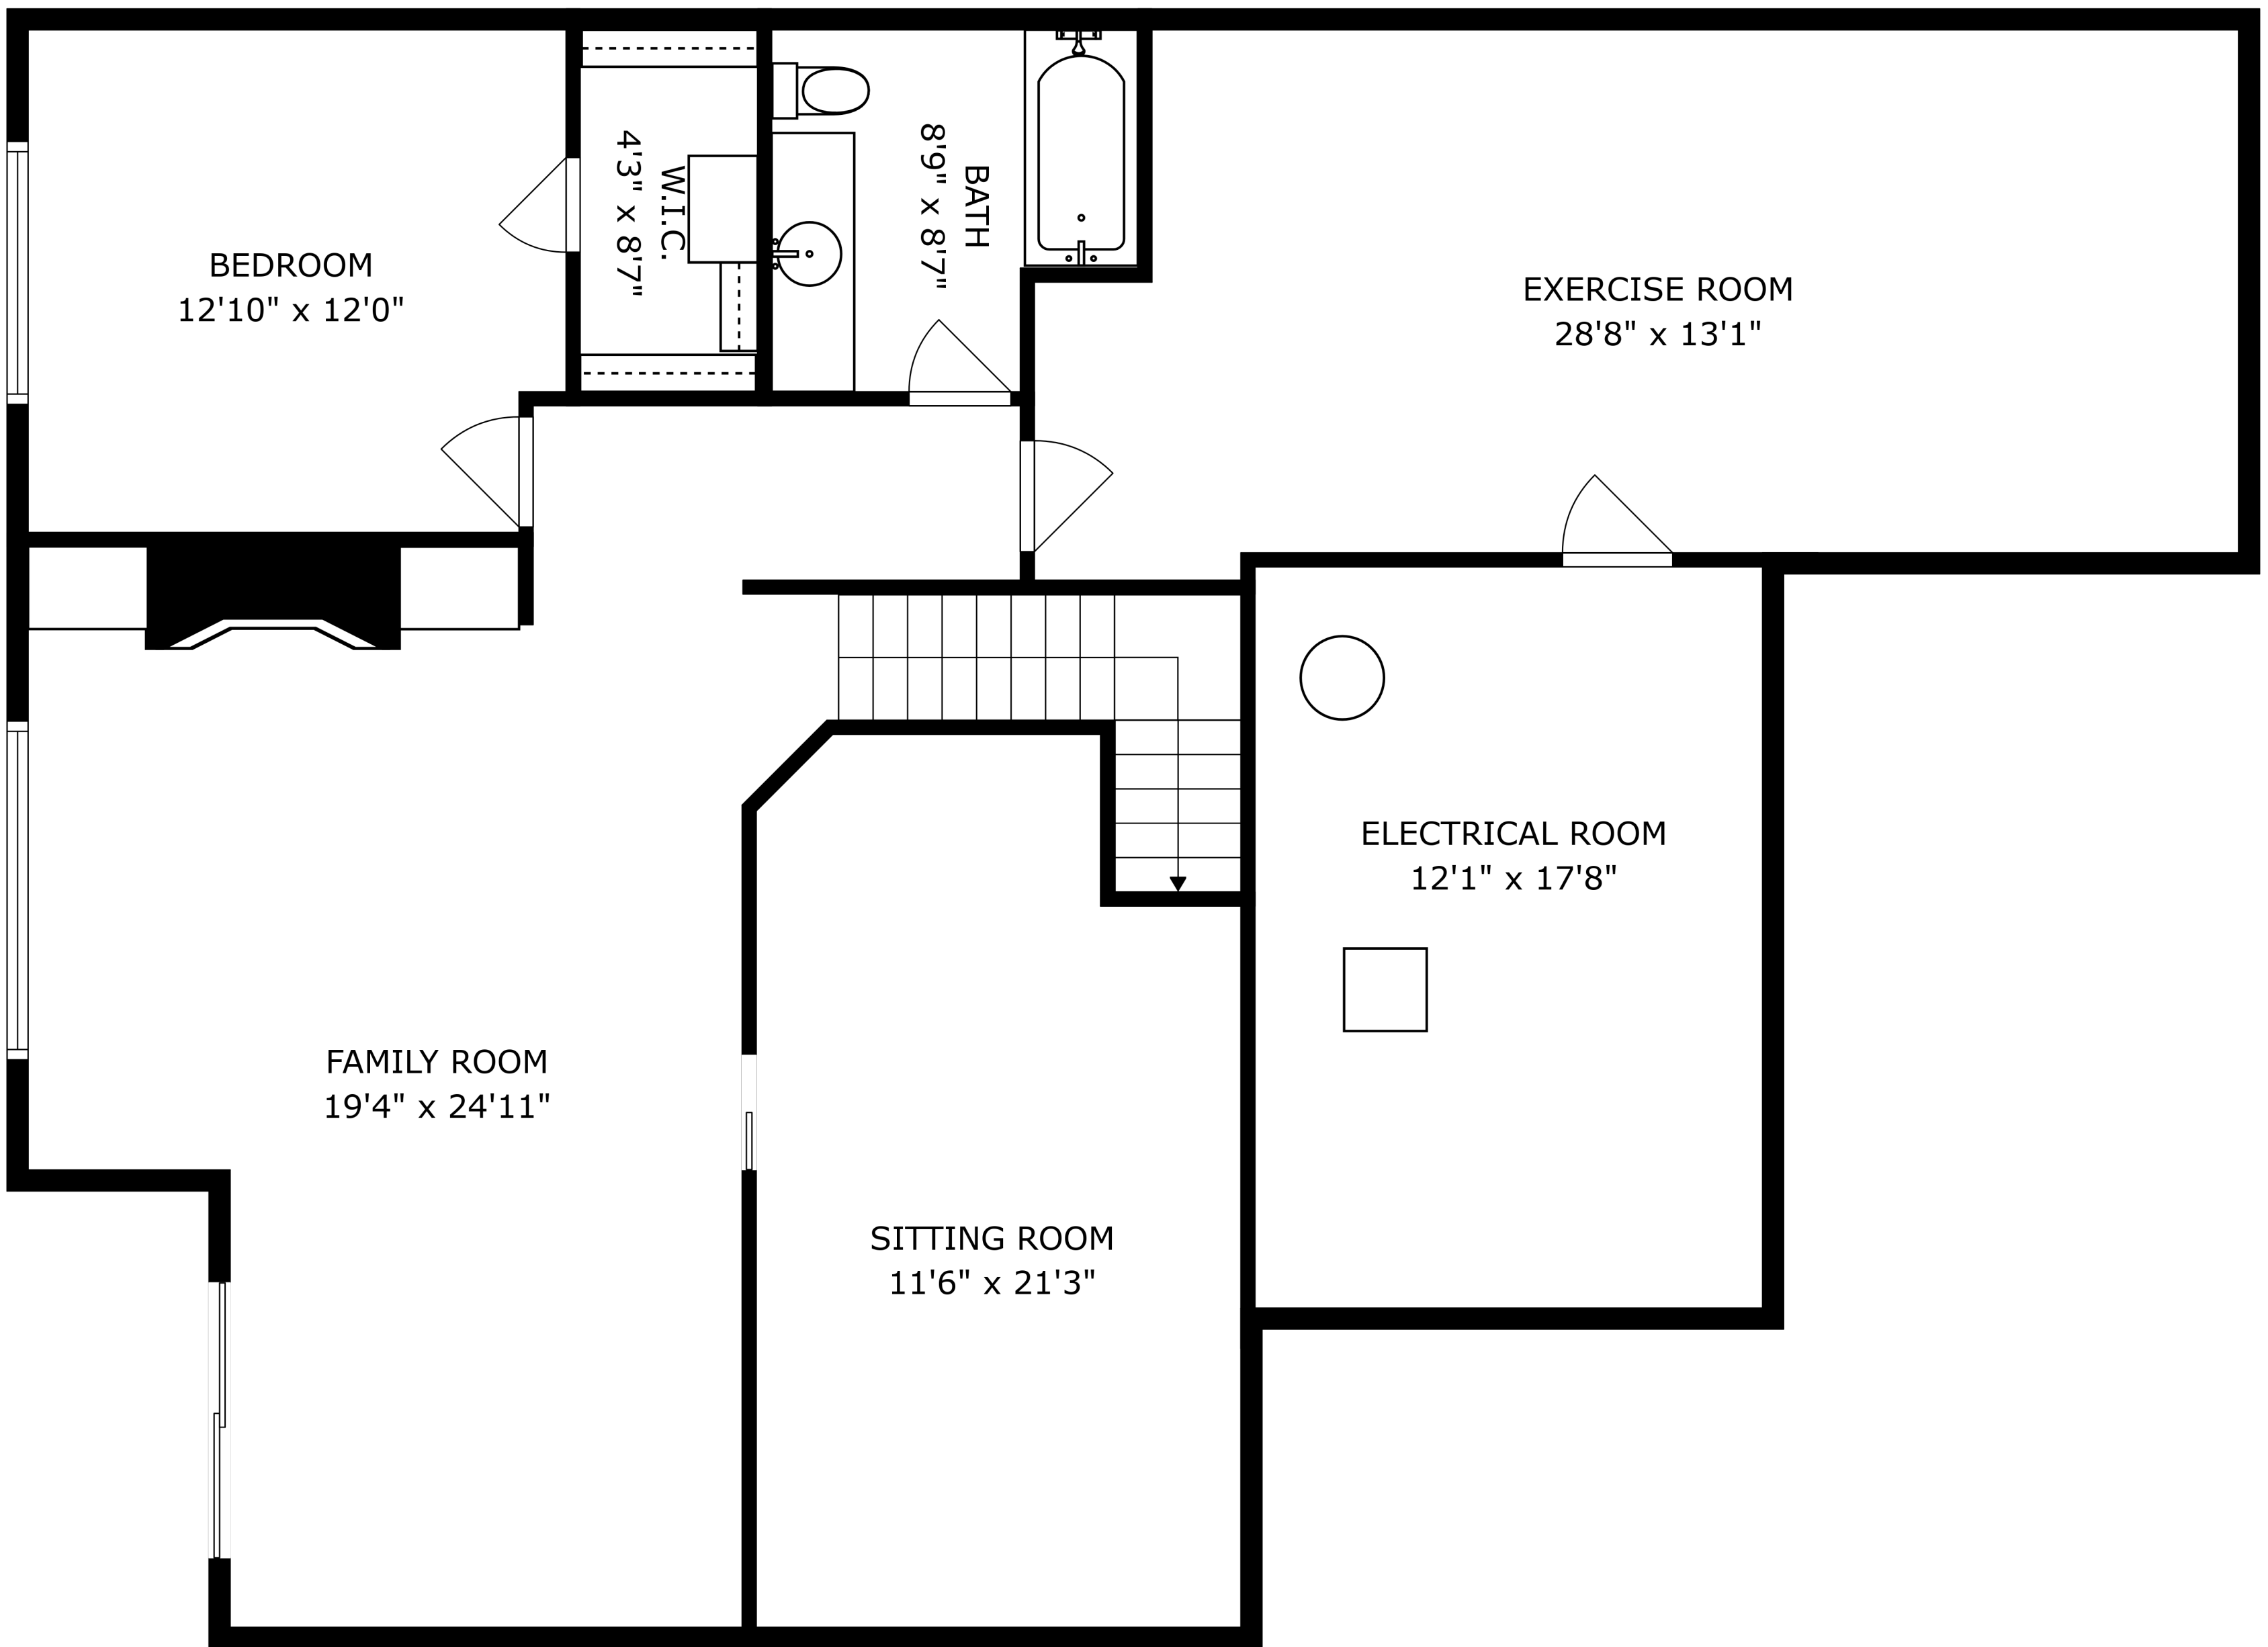 BEDROOM
12'10" x 12'0"
W.I.C.
4'3" x 8'7"
BATH
8'9" x 8'7"
EXERCISE ROOM
28'8" x 13'1"
ELECTRICAL ROOM
12'1" x 17'8"
FAMILY ROOM
19'4" x 24'11"
SITTING ROOM
11'6" x 21'3"